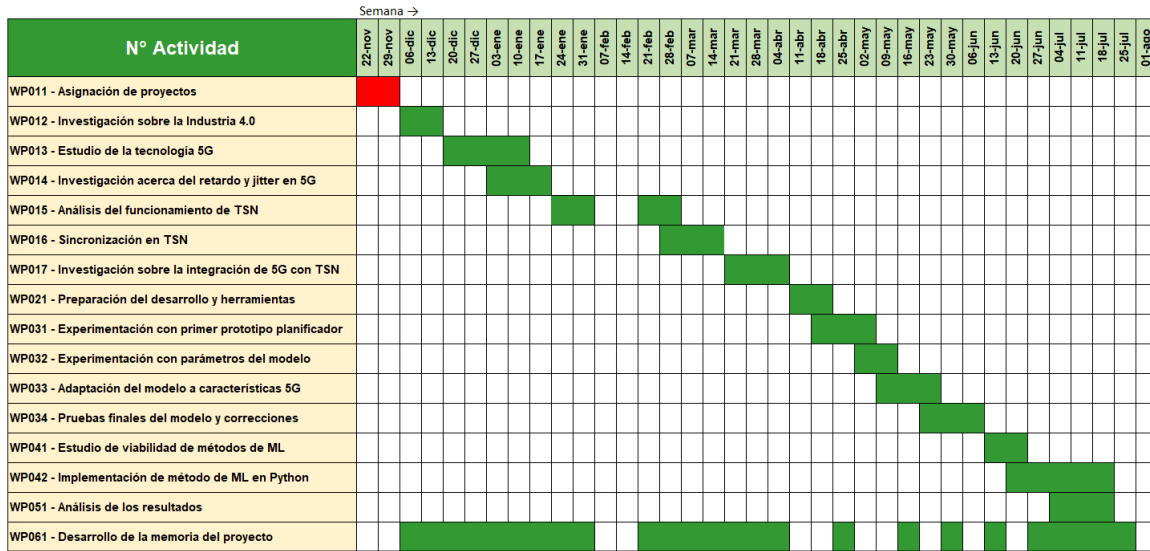 Semana →
N° Actividad
22-nov
29-nov
06-dic
13-dic
20-dic
27-dic
03-ene
10-ene
17-ene
24-ene
31-ene
07-feb
14-feb
21-feb
28-feb
07-mar
14-mar
21-mar
28-mar
04-abr
11-abr
18-abr
25-abr
02-may
09-may
16-may
23-may
30-may
06-jun
13-jun
20-jun
27-jun
04-jul
11-jul
18-jul
25-jul
01-ago
WP011 - Asignación de proyectos
WP012 - Investigación sobre la Industria 4.0
WP013 - Estudio de la tecnología 5G
WP014 - Investigación acerca del retardo y jitter en 5G
WP015 - Análisis del funcionamiento de TSN
WP016 - Sincronización en TSN
WP017 - Investigación sobre la integración de 5G con TSN
WP021 - Preparación del desarrollo y herramientas
WP031 - Experimentación con primer prototipo planificador
WP032 - Experimentación con parámetros del modelo
WP033 - Adaptación del modelo a características 5G
WP034 - Pruebas finales del modelo y correcciones
WP041 - Estudio de viabilidad de métodos de ML
WP042 - Implementación de método de ML en Python
WP051 - Análisis de los resultados
WP061 - Desarrollo de la memoria del proyecto